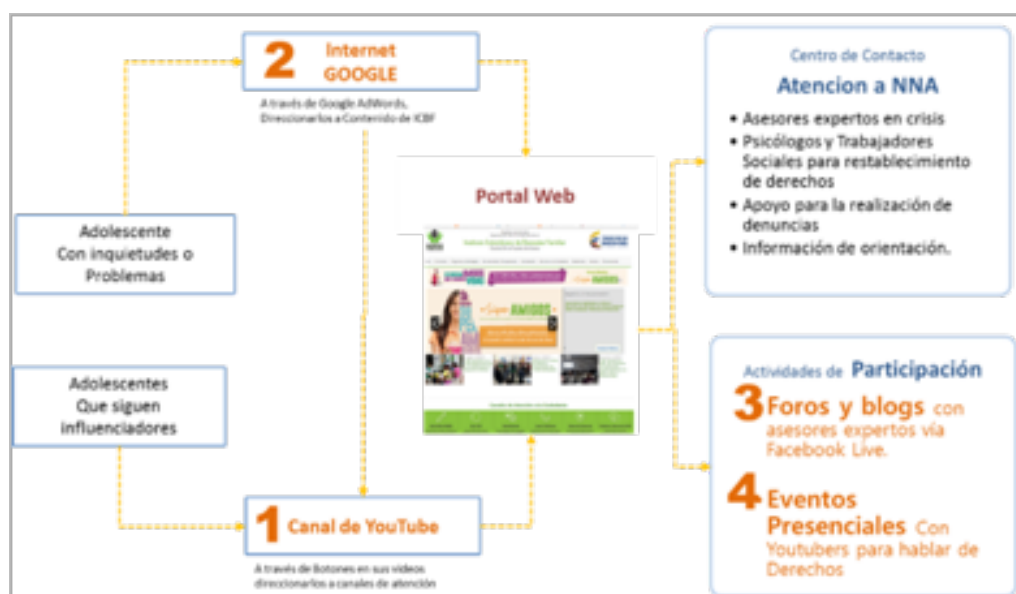 2 Internet
GOOGLE
A través de Google AdWords,
Direccionarlos a Contenido de ICBF
Adolescente
Con inquietudes o
Problemas
Adolescentes
Que siguen
influenciadores
1 Canal de YouTube
A través de Botones en sus videos
direccionarlos a canales de atención
Portal Web
AMIGOS
Centro de Contacto
Atencion a NNA
• Asesores expertos en crisis
• Psicólogos y Trabajadores
Sociales para restablecimiento
de derechos
• Apoyo para la realización de
denuncias
• Información de orientación.
Actividades de Participación
3 Foros y blogs con
asesores expertos vía
Facebook Live.
4 Eventos
Presenciales Con
Youtubers para hablar de
Derechos